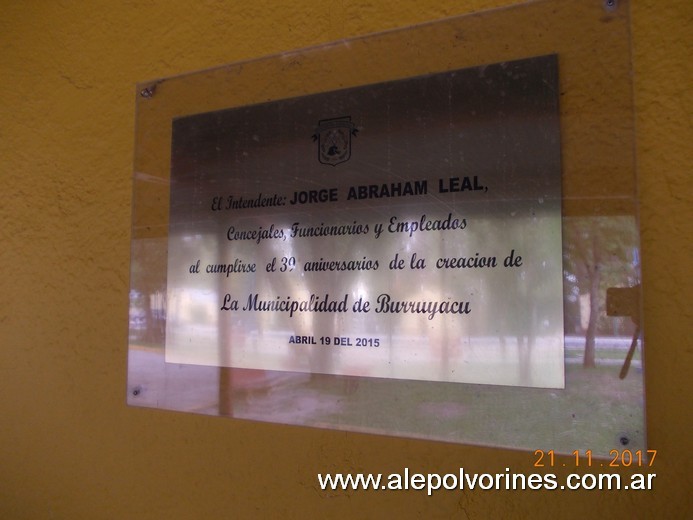 El Intendente: JORGE ABRAHAM LEAL,
Concejales, Funcionarios y Empleados
al cumplirse el 39 aniversarios de la creacion de
La Municipalidad de Burruyacu
ABRIL 19 DEL 2015
21.11.2017
www.alepolvorines.com.ar